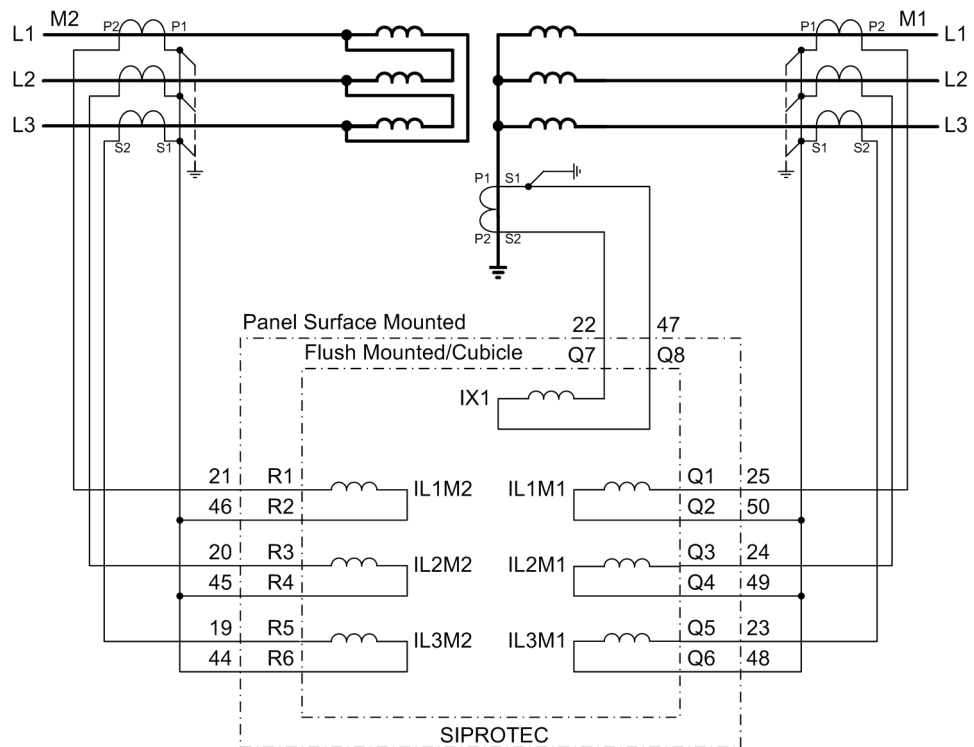 M2 P2 P1 P1 P2 M1
L1 L1
L2 L2
L3 L3
S2 S1 S1 S2
P1 S1
P2 S2
Panel Surface Mounted 22 47
Flush Mounted/Cubicle Q7 Q8
IX1
21 R1 IL1M2 IL1M1 Q1 25
46 R2 Q2 50
20 R3 IL2M2 IL2M1 Q3 24
45 R4 Q4 49
19 R5 IL3M2 IL3M1 Q5 23
44 R6 Q6 48
SIPROTEC